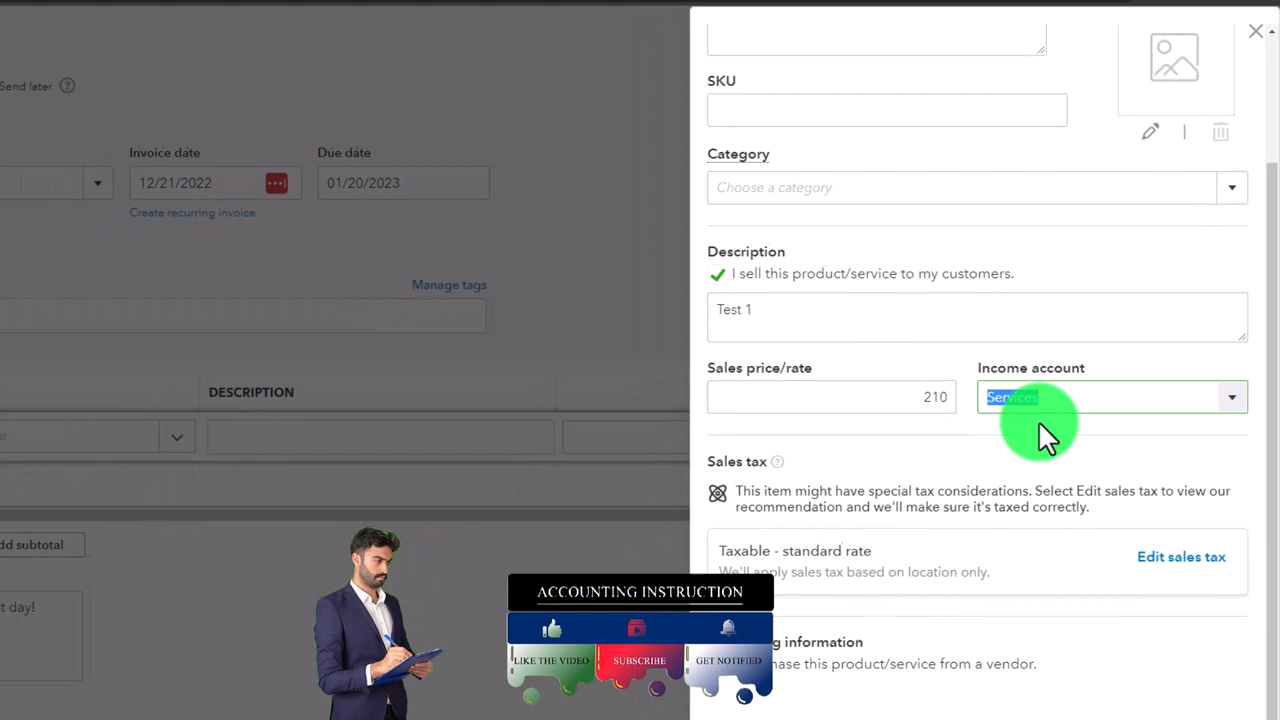 Send later
Invoice date
Due date
12/21/2022
01/20/2023
Create recurring invoice
Manage tags
DESCRIPTION
dd subtotal
t day!
SKU
Category
Choose a category
Description
I sell this product/service to my customers.
Test 1
Sales price/rate
Income account
210
Services
Sales tax
This item might have special tax considerations. Select Edit sales tax to view our
recommendation and we'll make sure it's taxed correctly.
Taxable - standard rate
Edit sales tax
We'll apply sales tax based on location only.
g information
hase this product/service from a vendor.
ACCOUNTING INSTRUCTION
LIKE THE VIDEO
SUBSCRIBE
GET NOTIFIED